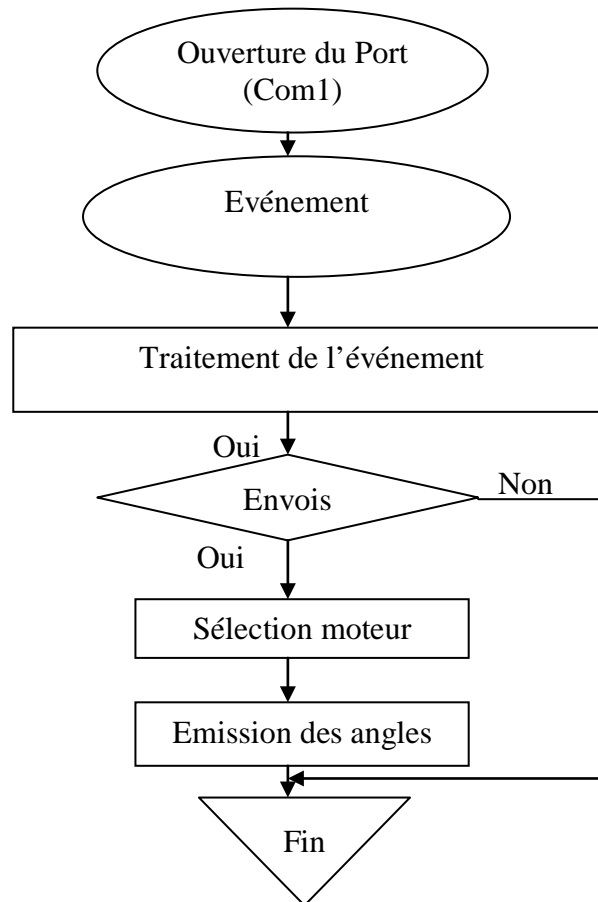 Ouverture du Port
(Com1)
Evénement
Traitement de l’événement
Oui
Envois
Non
Oui
Sélection moteur
Emission des angles
Fin